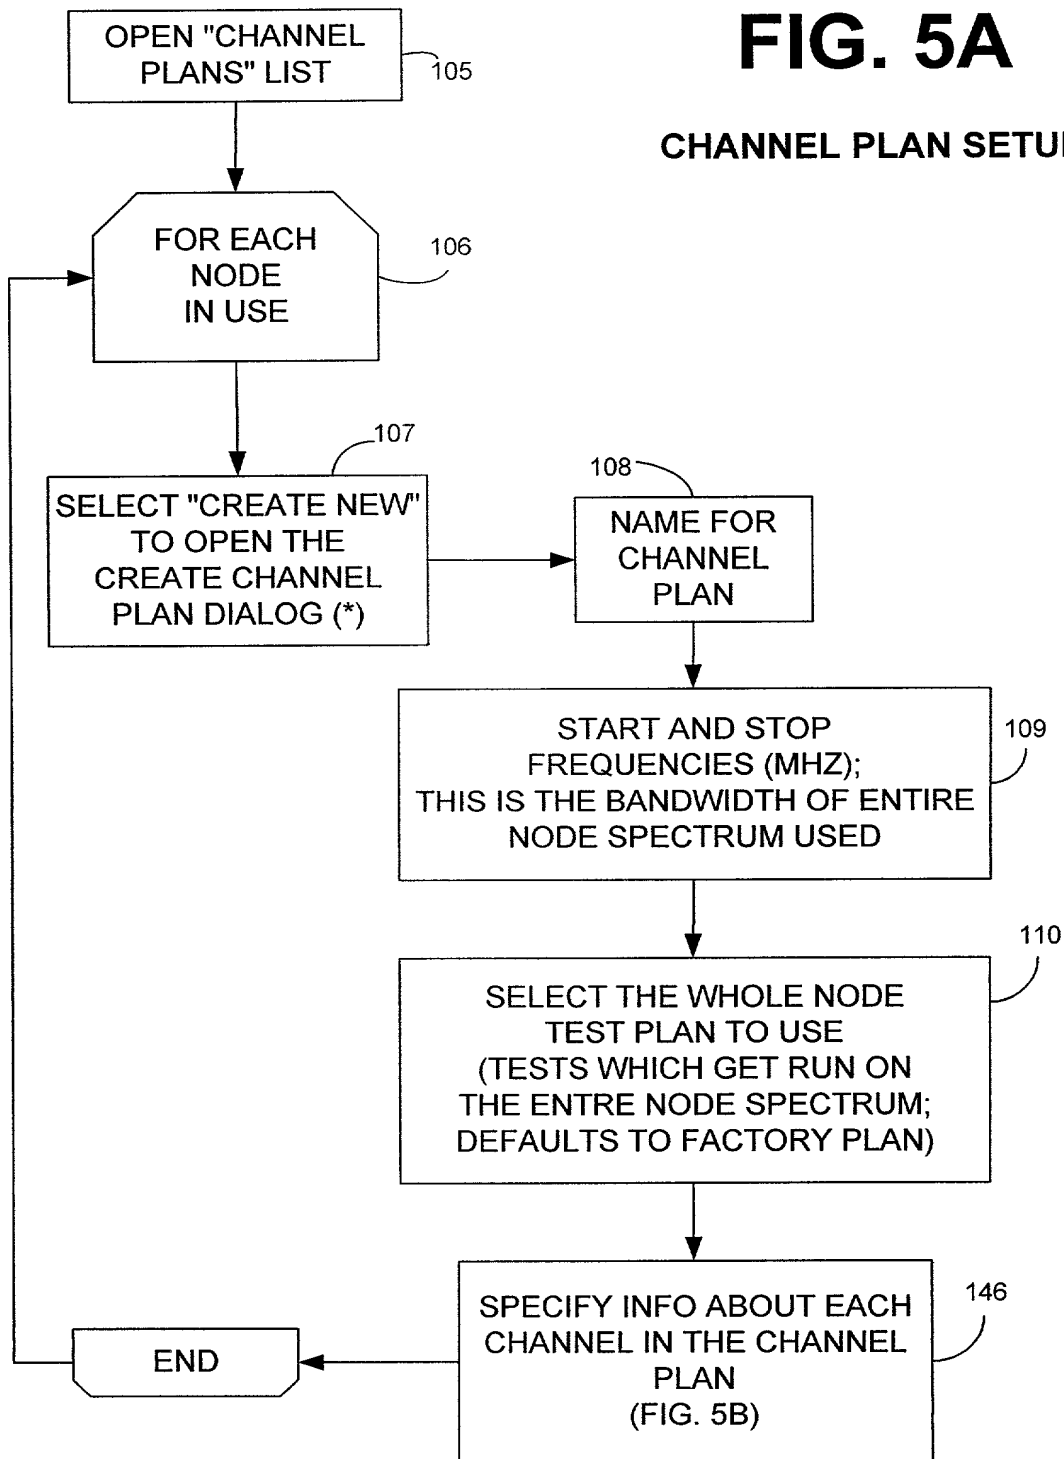 FIG. 5A
CHANNEL PLAN SETU
OPEN "CHANNEL
PLANS" LIST
105
FOR EACH
NODE
IN USE
106
107
SELECT "CREATE NEW"
TO OPEN THE
CREATE CHANNEL
PLAN DIALOG (*)
108
NAME FOR
CHANNEL
PLAN
START AND STOP
FREQUENCIES (MHZ);
THIS IS THE BANDWIDTH OF ENTIRE
NODE SPECTRUM USED
109
110
SELECT THE WHOLE NODE
TEST PLAN TO USE
(TESTS WHICH GET RUN ON
THE ENTRE NODE SPECTRUM;
DEFAULTS TO FACTORY PLAN)
SPECIFY INFO ABOUT EACH
CHANNEL IN THE CHANNEL
PLAN
(FIG. 5B)
146
END